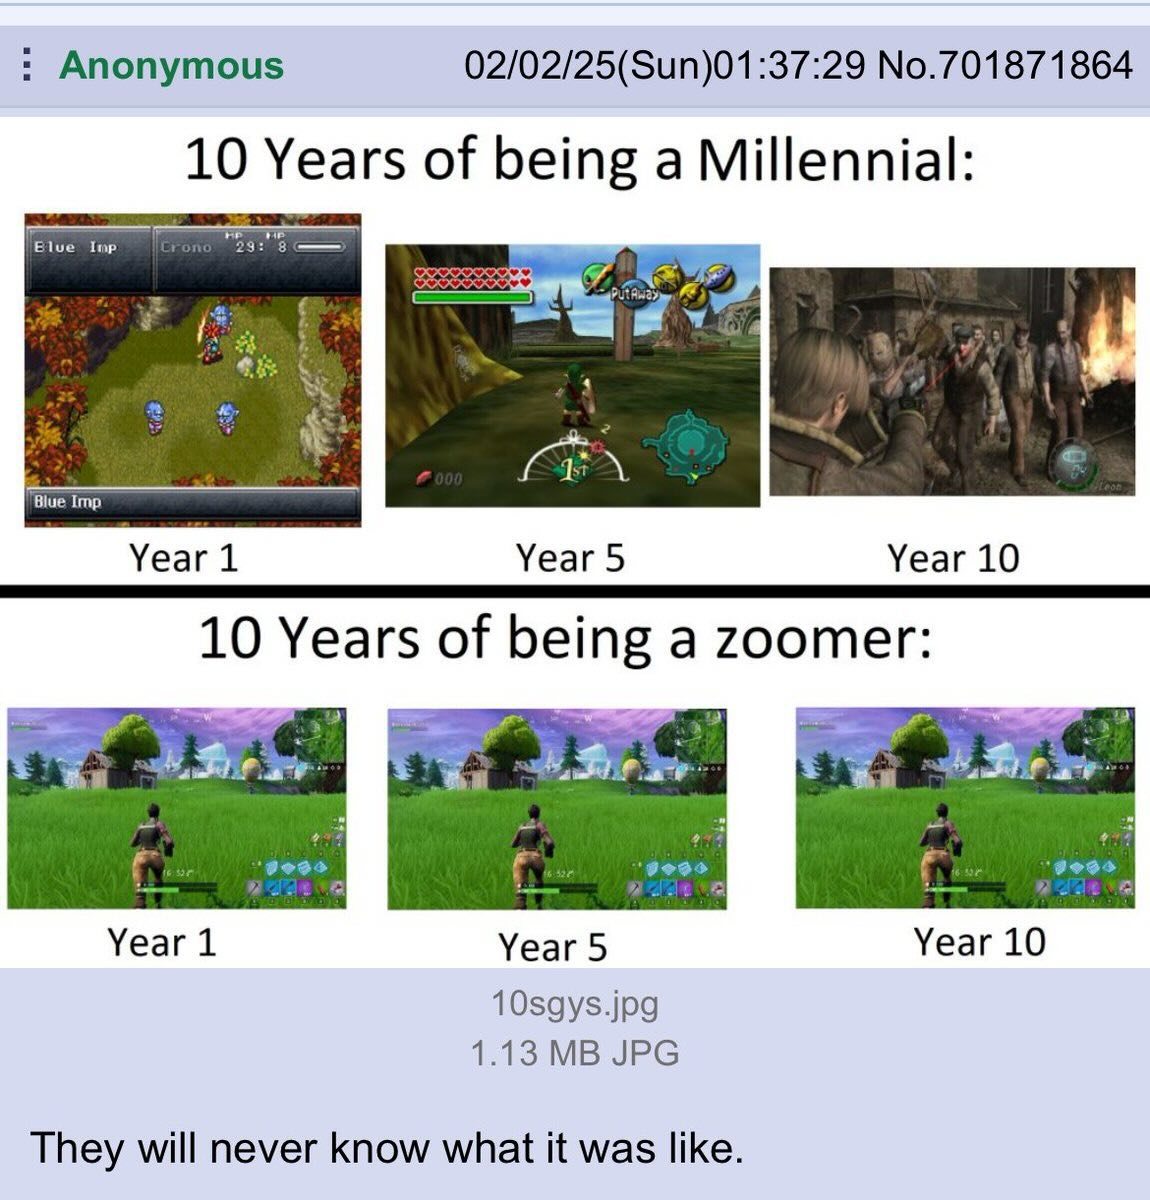 Anonymous 02/02/25(Sun)01:37:29 No.701871864
10 Years of being a Millennial:
Blue Imp Crono 29: 8
Put Away
1ST
2
000
04
Leon
Blue Imp
Year 1 Year 5 Year 10
10 Years of being a zoomer:
W W W
Year 1 Year 5 Year 10
10sgys.jpg
1.13 MB JPG
They will never know what it was like.